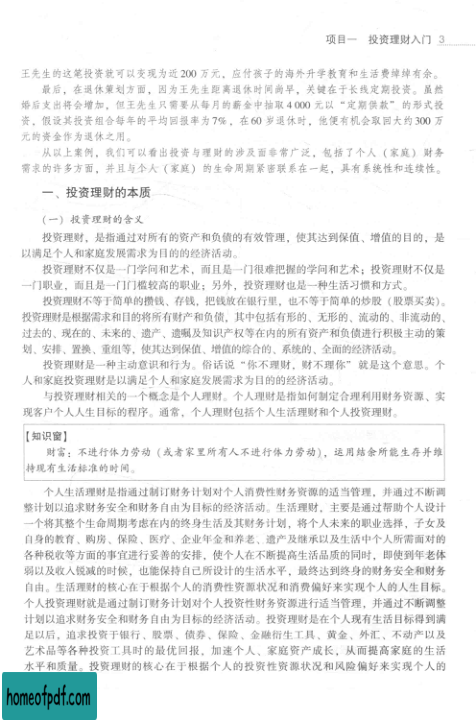 项目一 投资理财入门 3
王先生的这笔投资就可以变现为近200 万元，应付孩子的海外升学教育和生活费绰绰有余。
最后，在退休策划方面，因为王先生距离退休时间尚早，关键在于长线定期投资。虽然
婚后支出将会增加，但王先生只需要从每月的薪金中抽取4 000 元以“定期供款”的形式投
资，假设其投资组合每年的平均回报率为7%，在60 岁退休时，他便有机会取回大约300 万
元的资金作为退休之用。
从以上案例，我们可以看出投资与理财的涉及面非常广泛，包括了个人（家庭）财务
需求的许多方面，并且与个人（家庭）的生命周期紧密联系在一起，具有系统性和连续性。
一、投资理财的本质
（一）投资理财的含义
投资理财，是指通过对所有的资产和负债的有效管理，使其达到保值、增值的目的，是
以满足个人和家庭发展需求为目的的经济活动。
投资理财不仅是一门学问和艺术，而且是一门很难把握的学问和艺术；投资理财不仅是
一门职业，而且是一门门槛较高的职业；另外，投资理财也是一种生活习惯和方式。
投资理财不等于简单的攒钱、存钱，把钱放在银行里，也不等于简单的炒股（股票买卖）。
投资理财是根据需求和目的将所有财产和负债，其中包括有形的、无形的、流动的、非流动的、
过去的、现在的、未来的、遗产、遗嘱及知识产权等在内的所有资产和负债进行积极主动的策
划、安排、置换、重组等，使其达到保值、增值的综合的、系统的、全面的经济活动。
投资理财是一种主动意识和行为。俗话说“你不理财，财不理你”就是这个意思。个
人和家庭投资理财是以满足个人和家庭发展需求为目的的经济活动。
与投资理财相关的一个概念是个人理财。个人理财是指如何制定合理利用财务资源、实
现客户个人人生目标的程序。通常，个人理财包括个人生活理财和个人投资理财。
【知识窗】
财富：不进行体力劳动（或者家里所有人不进行体力劳动），运用结余所能生存并维
持现有生活标准的时间。
个人生活理财是指通过制订财务计划对个人消费性财务资源的适当管理，并通过不断调
整计划以追求财务安全和财务自由为目标的经济活动。生活理财，主要是通过帮助个人设计
一个将其整个生命周期考虑在内的终身生活及其财务计划，将个人未来的职业选择，子女及
自身的教育、购房、保险、医疗、企业年金和养老、遗产及继承以及生活中个人所需面对的
各种税收等方面的事宜进行妥善的安排，使个人在不断提高生活品质的同时，即使到年老体
弱以及收入锐减的时候，也能保持自己所设计的生活水平，最终达到终身的财务安全和财务
自由。生活理财的核心在于根据个人的消费性资源状况和消费偏好来实现个人的人生目标。
个人投资理财就是通过制订财务计划对个人投资性财务资源进行适当管理，并通过不断调整
计划以追求财务安全和财务自由为目标的经济活动。投资理财是在个人现有生活目标得到满
足以后，追求投资于银行、股票、债券、保险、金融衍生工具、黄金、外汇、不动产以及
艺术品等各种投资工具时的最优回报，加速个人、家庭资产成长，从而提高家庭的生活
水平和质量。投资理财的核心在于根据个人的投资性资源状况和风险偏好来实现个人的
homeofpdf.com